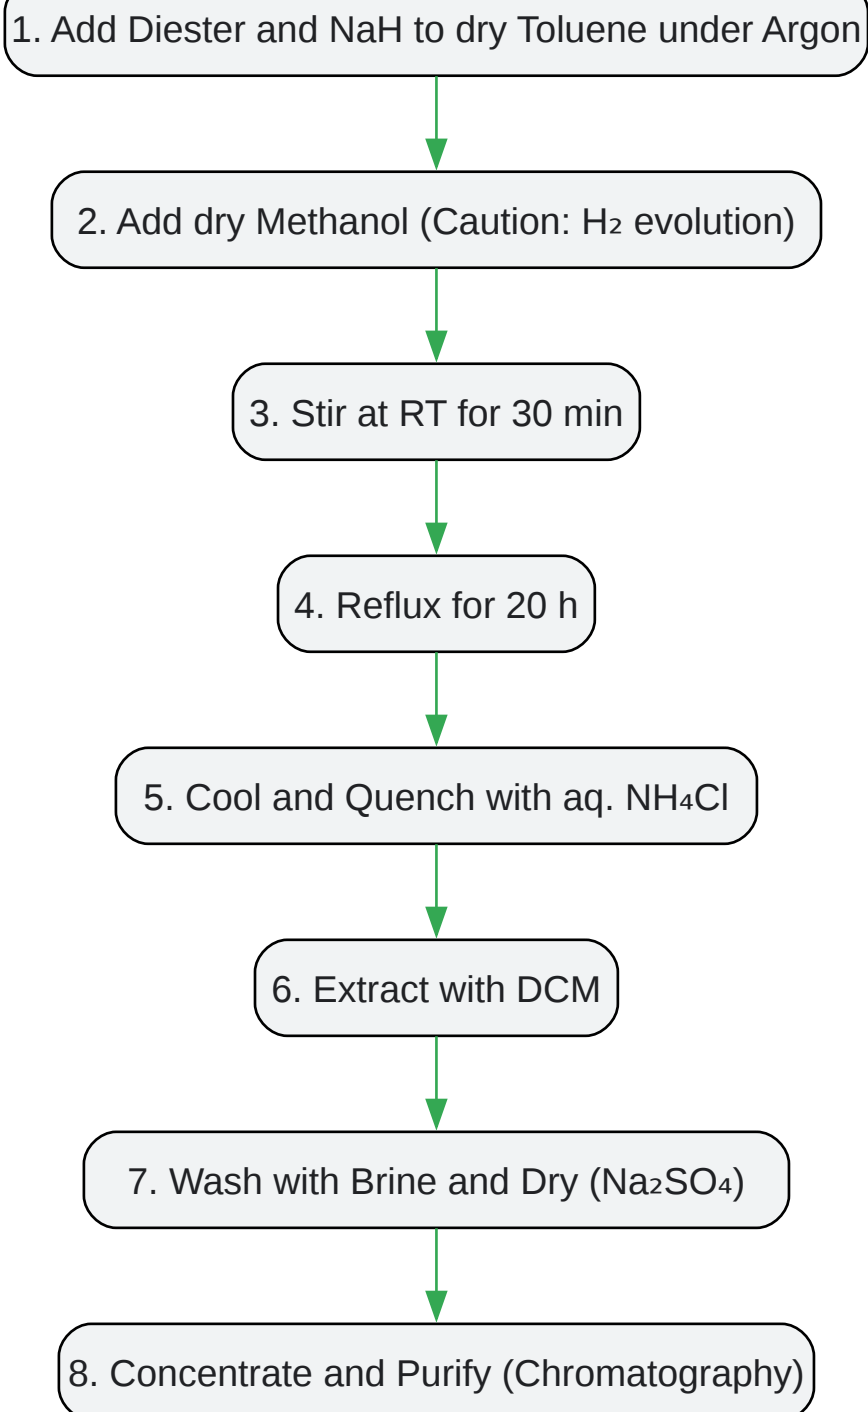 1. Add Diester and NaH to dry Toluene under Argon
2. Add dry Methanol (Caution: H₂ evolution)
3. Stir at RT for 30 min
4. Reflux for 20 h
5. Cool and Quench with aq. NH₄Cl
6. Extract with DCM
7. Wash with Brine and Dry (Na₂SO₄)
8. Concentrate and Purify (Chromatography)